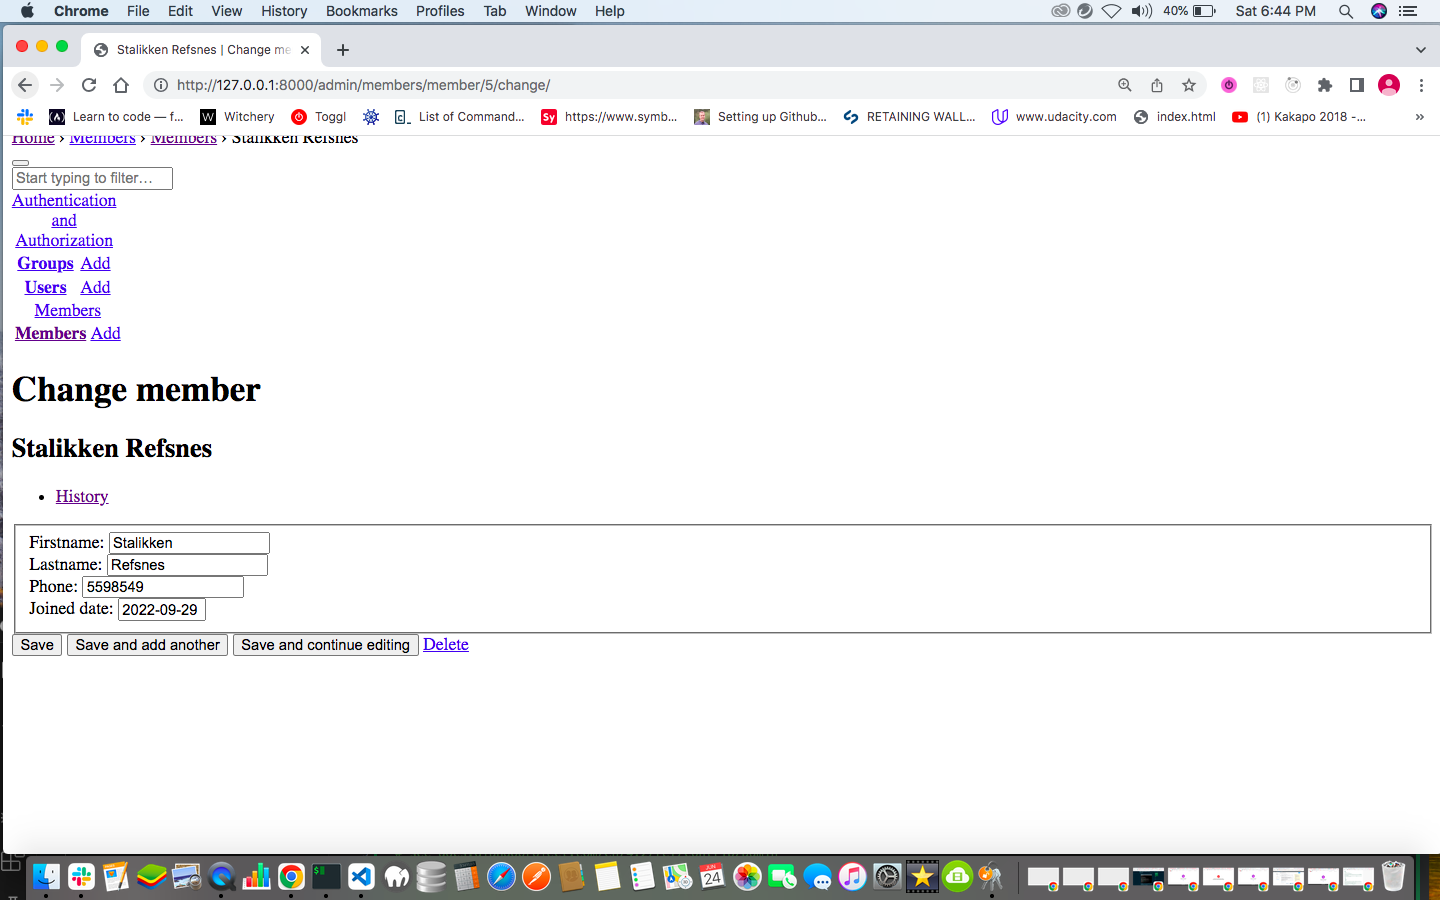 Chrome File Edit View History Bookmarks Profiles Tab Window Help 40% Sat 6:44 PM
Stalikken Refsnes | Change me
http://127.0.0.1:8000/admin/members/member/5/change/
Learn to code — f... Witchery Toggl List of Command... Sy https://www.symb... Setting up Github... RETAINING WALL... www.udacity.com index.html (1) Kakapo 2018 -... »
Home › Members › Members › Stalikken Refsnes
Start typing to filter...
Authentication
and
Authorization
Groups Add
Users Add
Members
Members Add
Change member
Stalikken Refsnes
• History
Firstname: Stalikken
Lastname: Refsnes
Phone: 5598549
Joined date: 2022-09-29
Save Save and add another Save and continue editing Delete
JUN
24